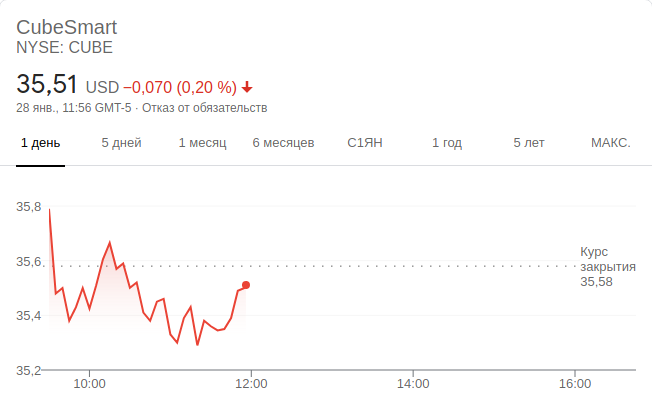 CubeSmart
NYSE: CUBE
35,51 USD −0,070 (0,20 %)
28 янв., 11:56 GMT-5 · Отказ от обязательств
1 день 5 дней 1 месяц 6 месяцев С1ЯН 1 год 5 лет МАКС.
35,8
35,6
35,4
35,2
Курс
закрытия
35,58
10:00 12:00 14:00 16:00